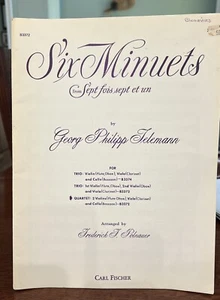 B3372
Six Minuets
from Sept fois sept et un
by
Georg Philipp Telemann
FOR
TRIO: Violin (Flute, Oboe), Viola (Clarinet)
and Cello (Bassoon)
TRIO: 1st Violin (Flute, Oboe), 2nd Violin (Oboe)
and Viola (Clarinet)
QUARTET: 2 Violins (Flute, Oboe), Viola (Clarinet)
and Cello (Bassoon)
Arranged by
Frederick F. Polnauer
CARL FISCHER